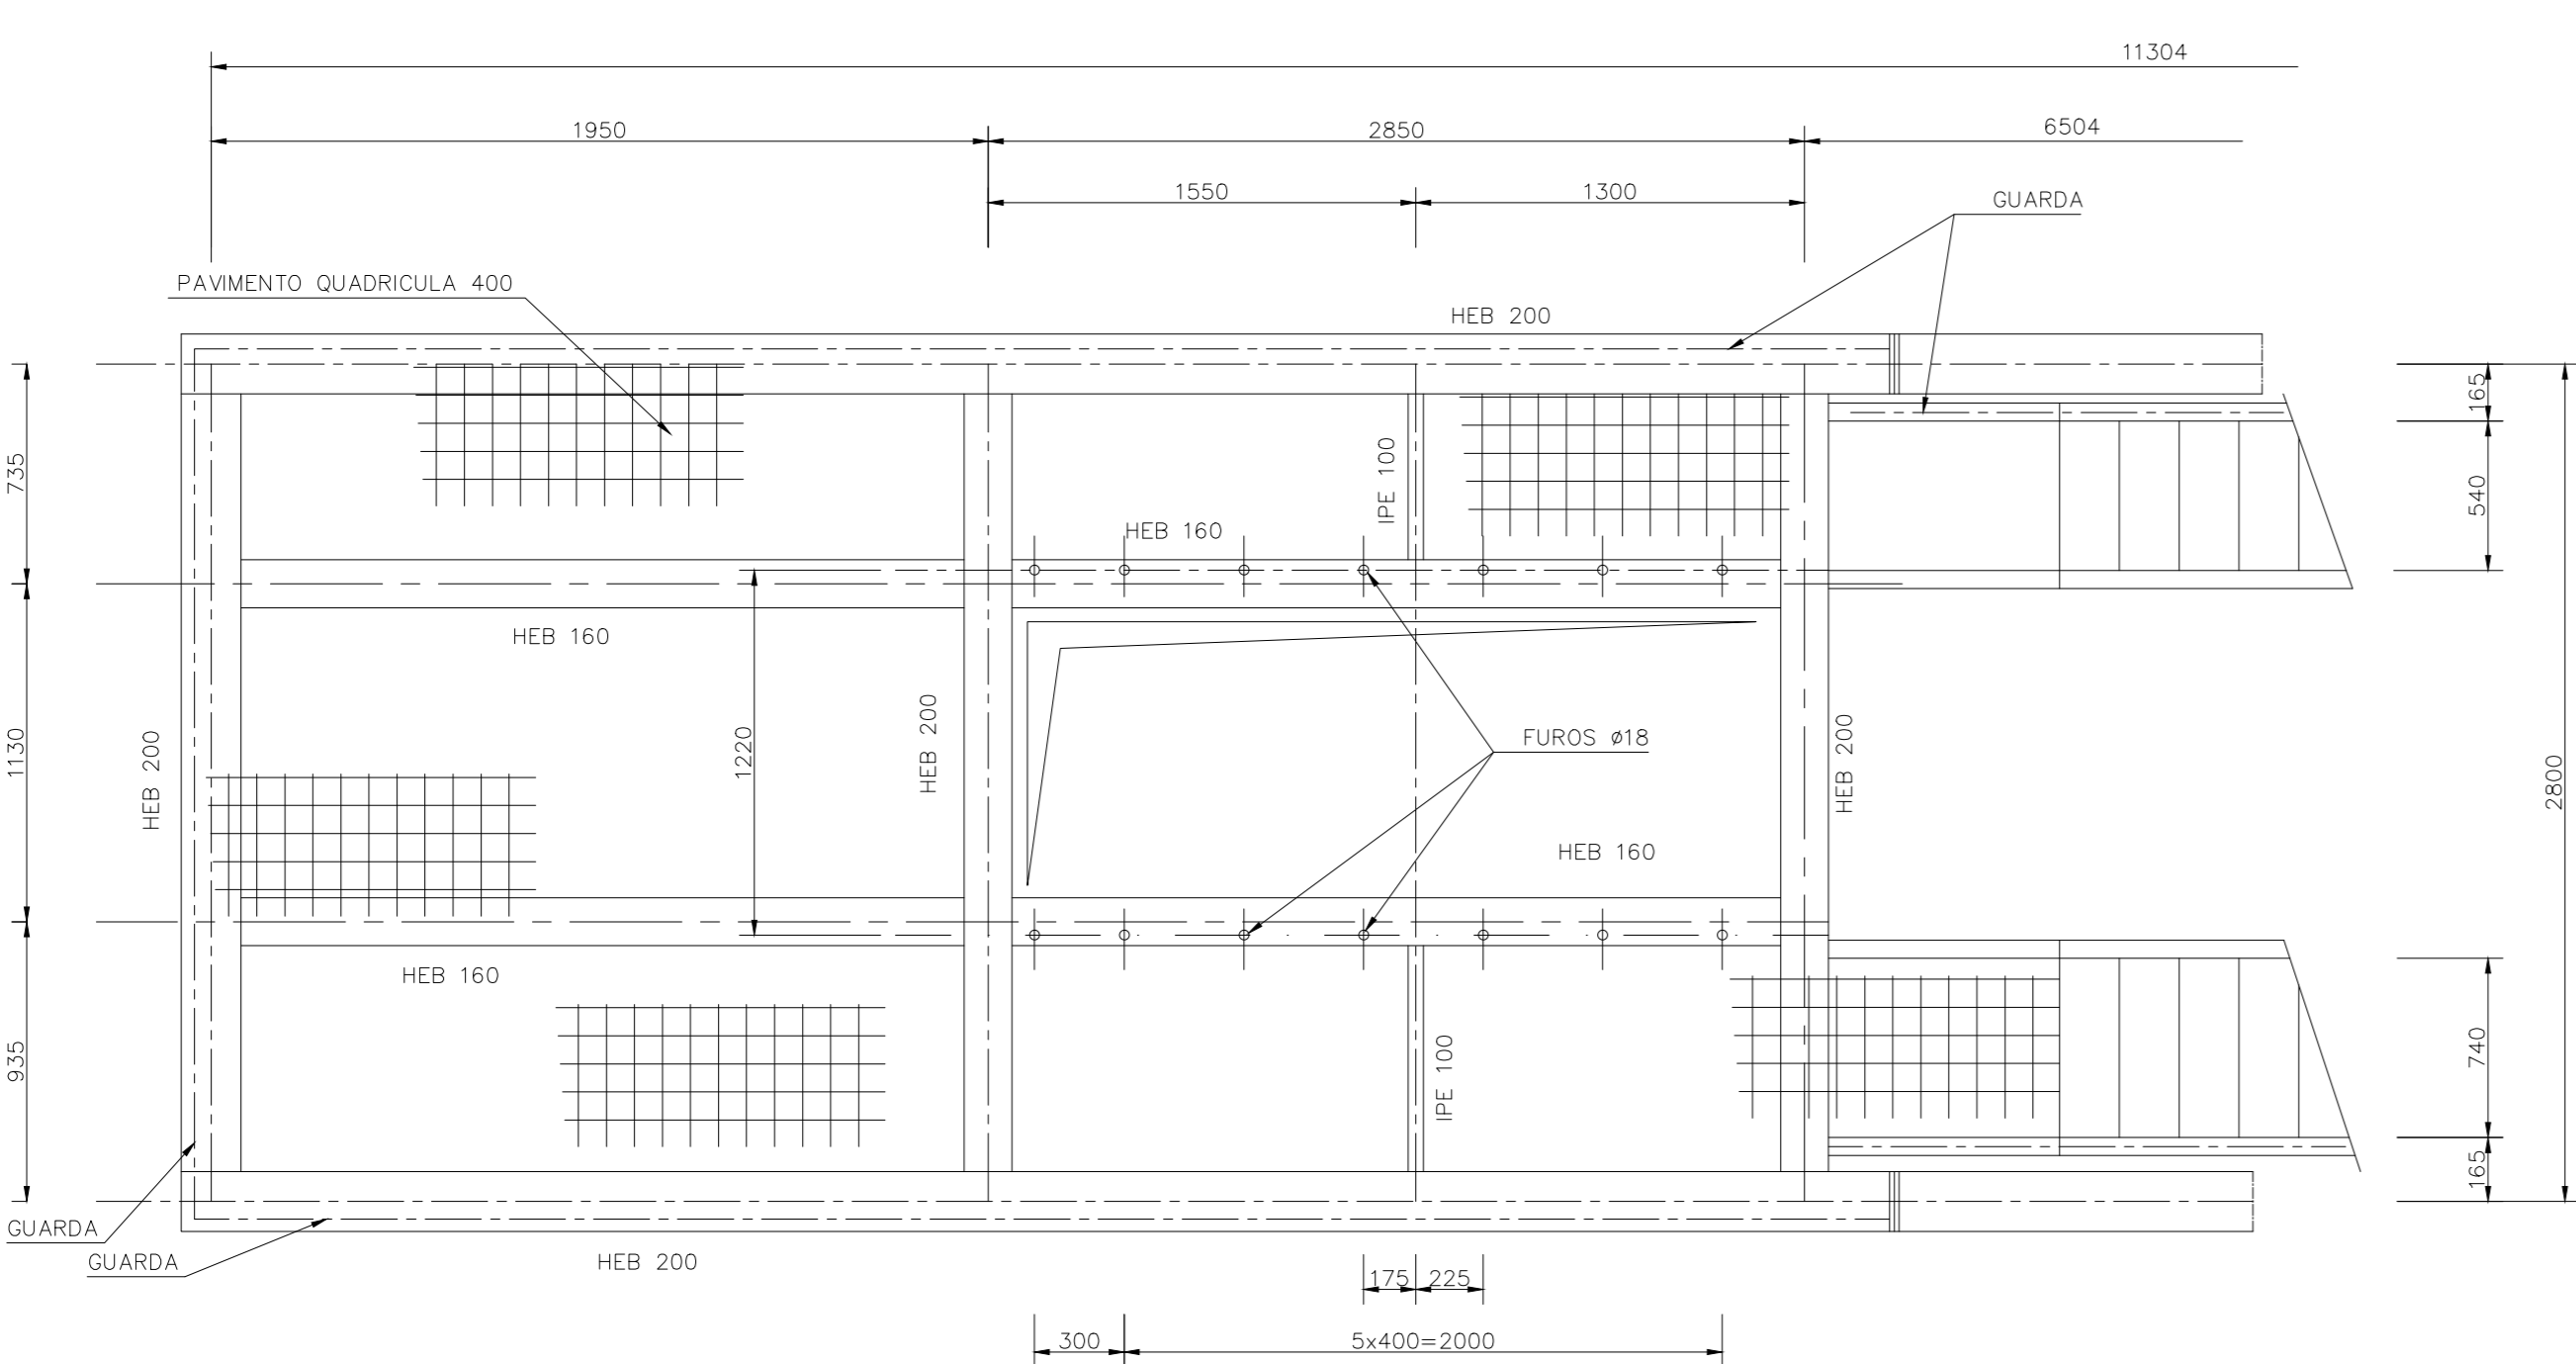 11304
1950
2850
6504
1550
1300
GUARDA
PAVIMENTO QUADRICULA 400
HEB 200
165
735
IPE 100
540
HEB 160
HEB 160
1130
HEB 200
1220
HEB 200
FUROS ø18
HEB 200
2800
HEB 160
HEB 160
935
IPE 100
740
165
GUARDA
GUARDA
HEB 200
175
225
300
5x400=2000